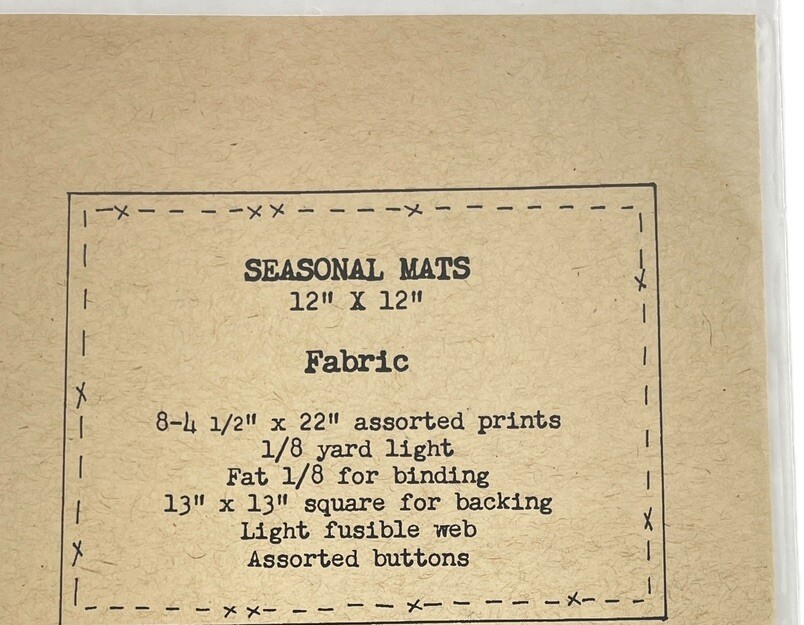 SEASONAL MATS
12" X 12"
Fabric
8-4 1/2" x 22" assorted prints
1/8 yard light
Fat 1/8 for binding
13" x 13" square for backing
Light fusible web
Assorted buttons